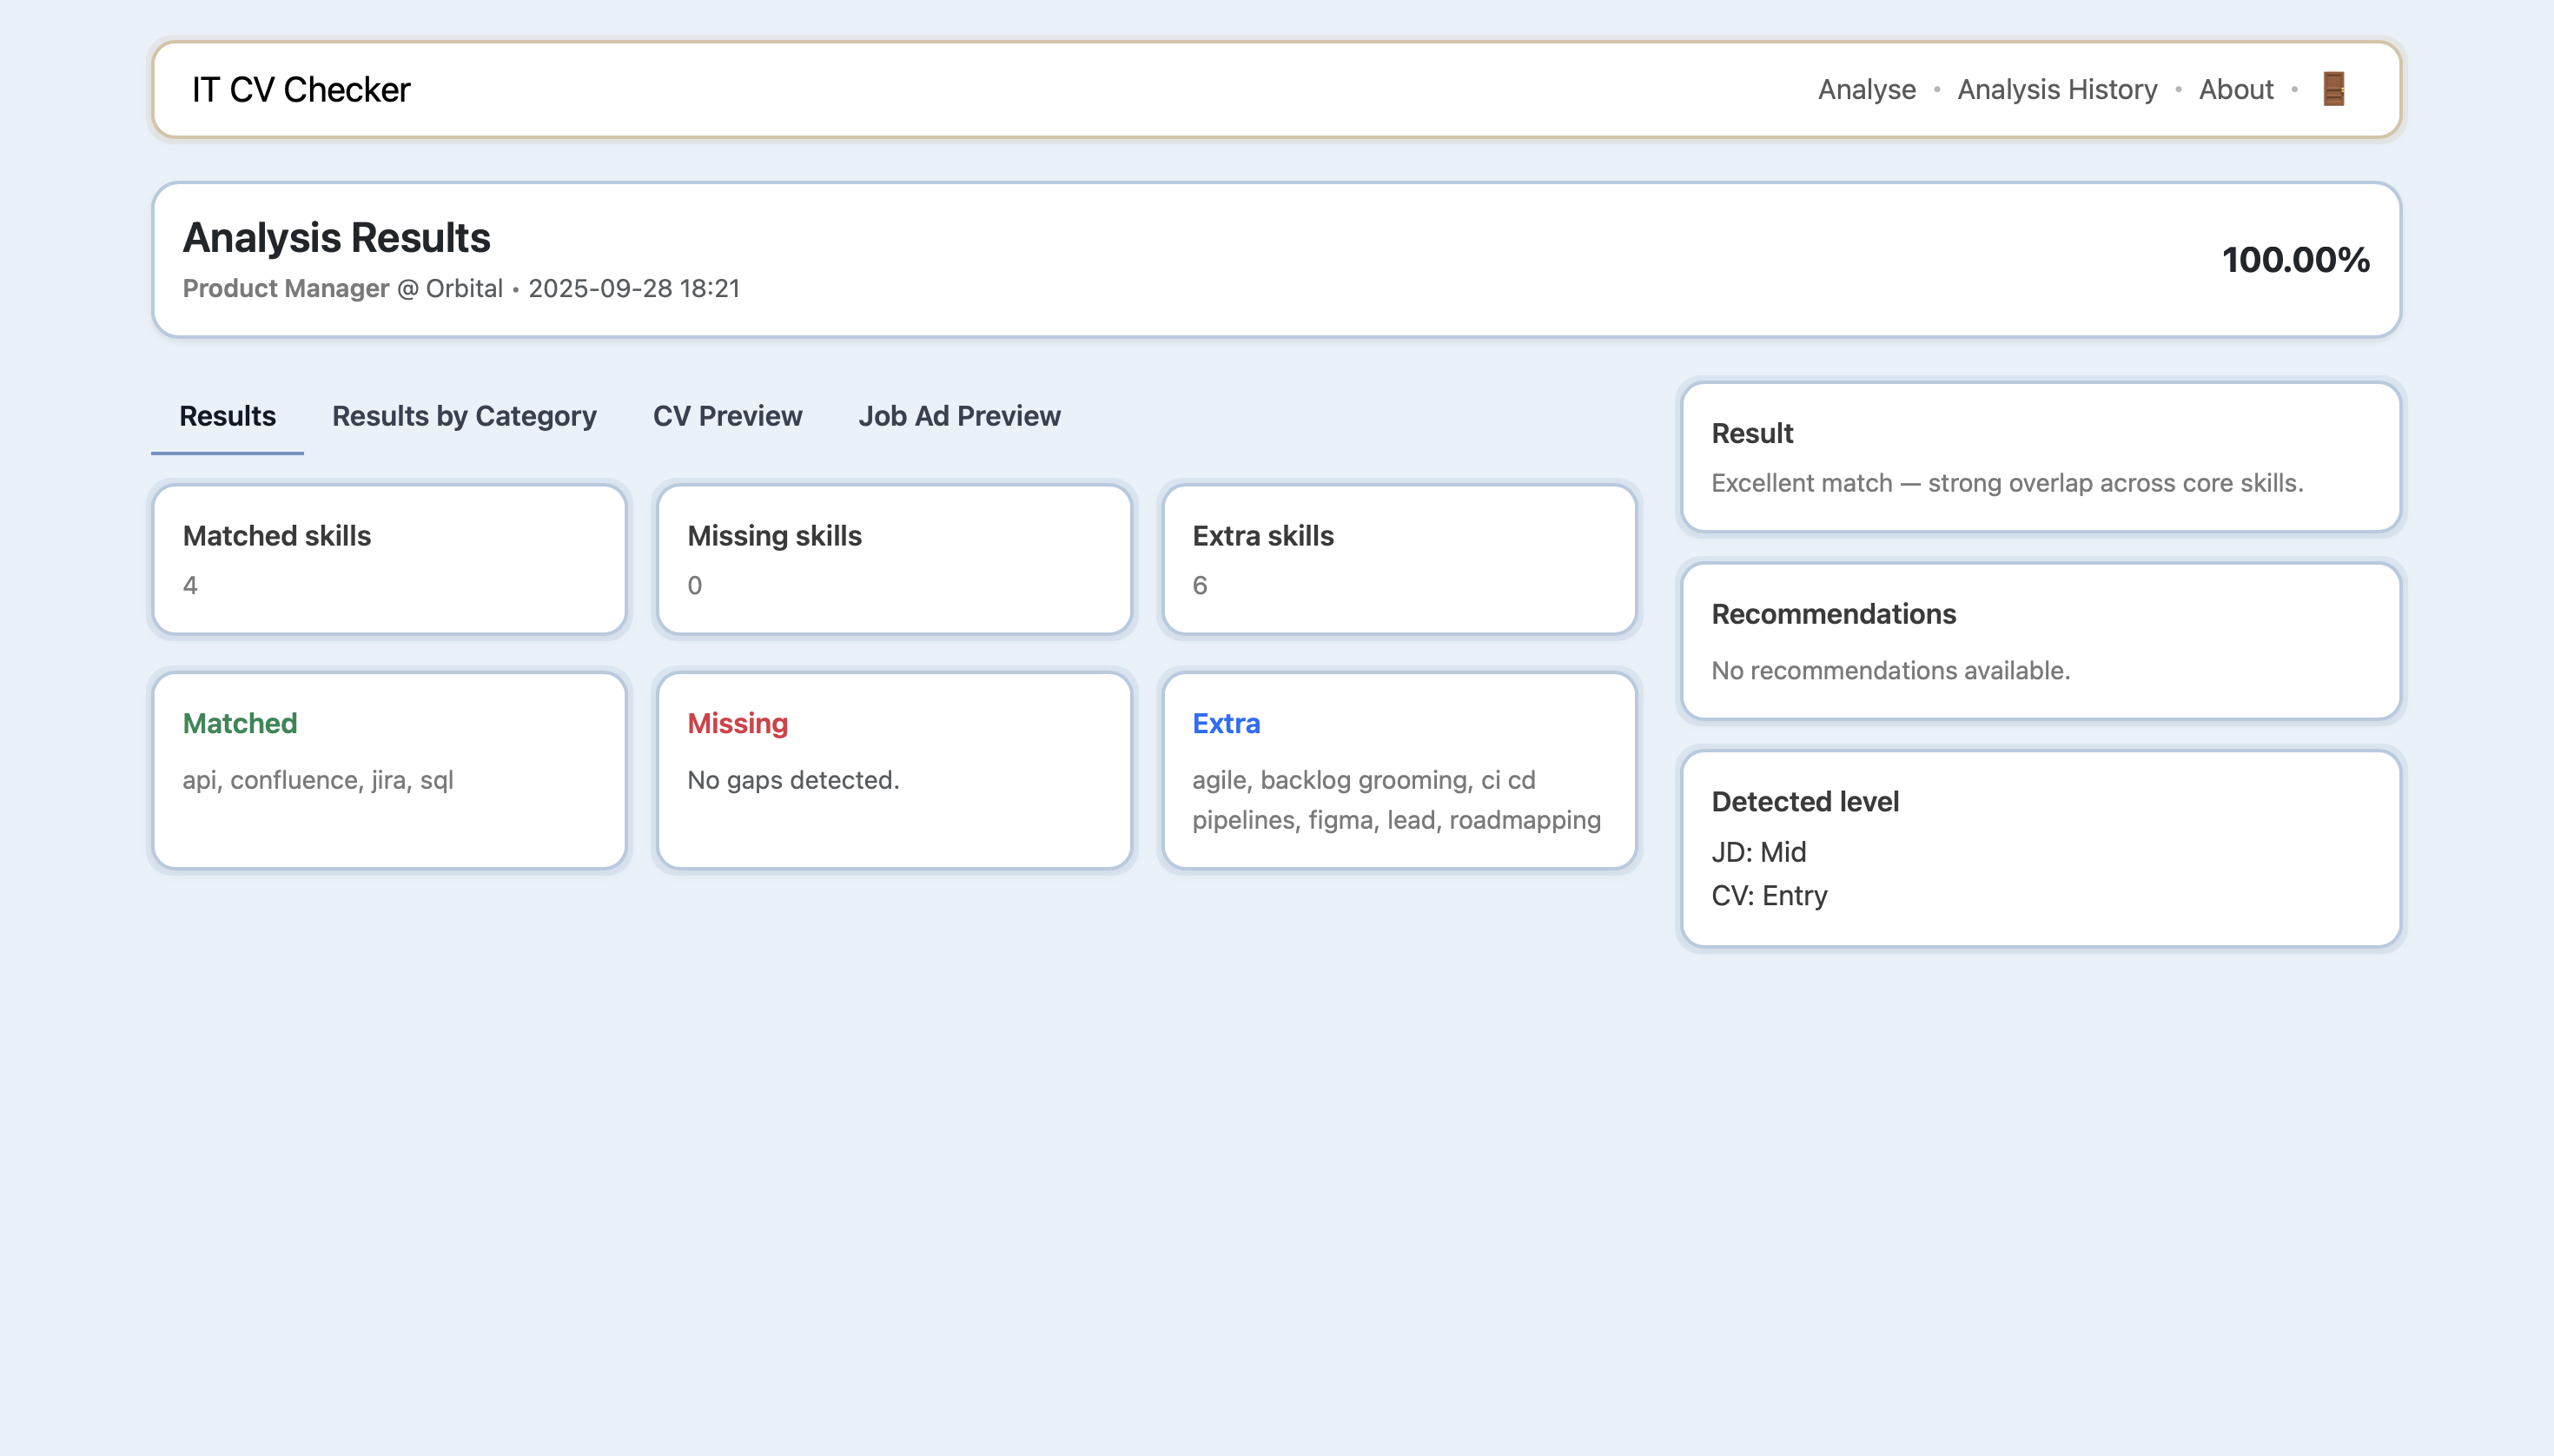 IT CV Checker
Analyse • Analysis History • About •
Analysis Results
Product Manager @ Orbital • 2025-09-28 18:21
100.00%
Results
Results by Category
CV Preview
Job Ad Preview
Matched skills
4
Missing skills
0
Extra skills
6
Matched
api, confluence, jira, sql
Missing
No gaps detected.
Extra
agile, backlog grooming, ci cd
pipelines, figma, lead, roadmapping
Result
Excellent match — strong overlap across core skills.
Recommendations
No recommendations available.
Detected level
JD: Mid
CV: Entry